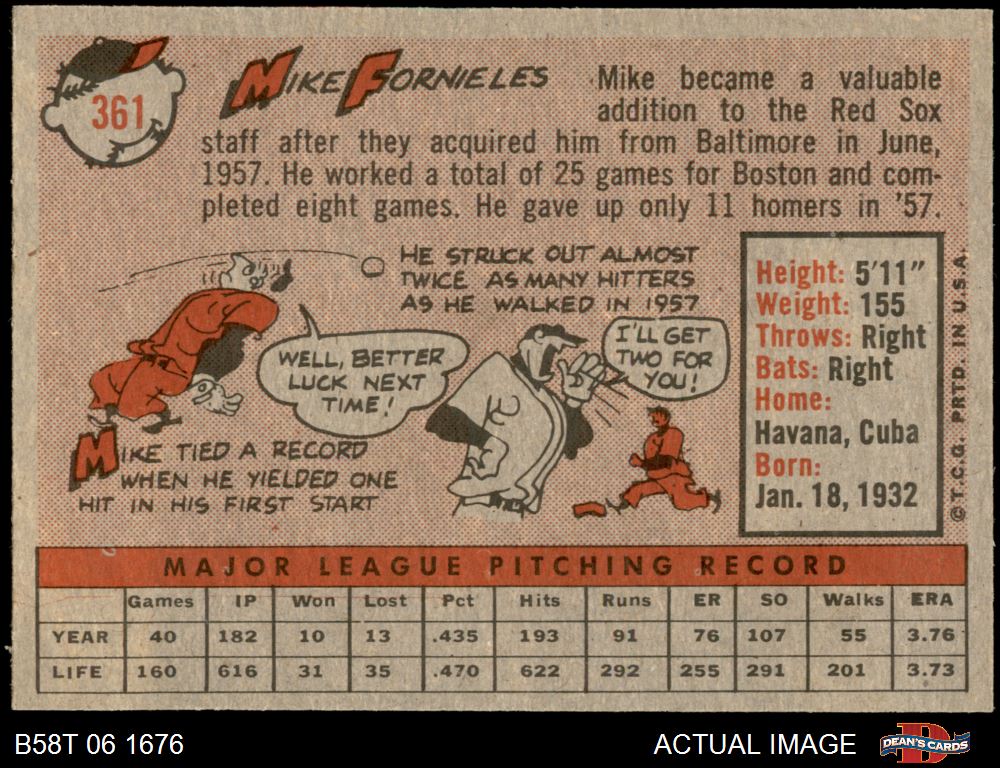 361
MIKE FORNIELES
Mike became a valuable
addition to the Red Sox
staff after they acquired him from Baltimore in June,
1957. He worked a total of 25 games for Boston and com-
pleted eight games. He gave up only 11 homers in '57.
HE STRUCK OUT ALMOST
TWICE AS MANY HITTERS
AS HE WALKED IN 1957
WELL, BETTER
LUCK NEXT
TIME!
I'LL GET
TWO FOR
YOU!
MIKE TIED A RECORD
WHEN HE YIELDED ONE
HIT IN HIS FIRST START
Height: 5'11"
Weight: 155
Throws: Right
Bats: Right
Home:
Havana, Cuba
Born:
Jan. 18, 1932
©T.C.G. PRTD. IN U.S.A.
MAJOR LEAGUE PITCHING RECORD
Games IP Won Lost Pct Hits Runs ER SO Walks ERA
YEAR 40 182 10 13 .435 193 91 76 107 55 3.76
LIFE 160 616 31 35 .470 622 292 255 291 201 3.73
B58T 06 1676
ACTUAL IMAGE
DEAN'S CARDS